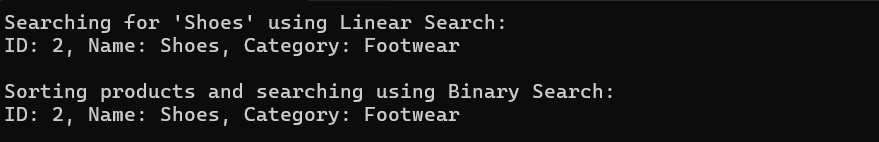 Searching for 'Shoes' using Linear Search:
ID: 2, Name: Shoes, Category: Footwear
Sorting products and searching using Binary Search:
ID: 2, Name: Shoes, Category: Footwear